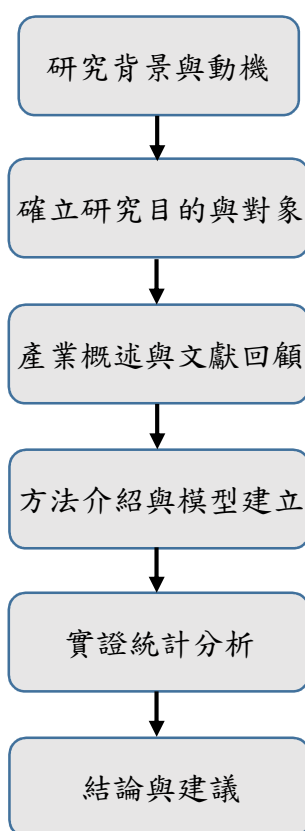 研究背景與動機
確立研究目的與對象
產業概述與文獻回顧
方法介紹與模型建立
實證統計分析
結論與建議